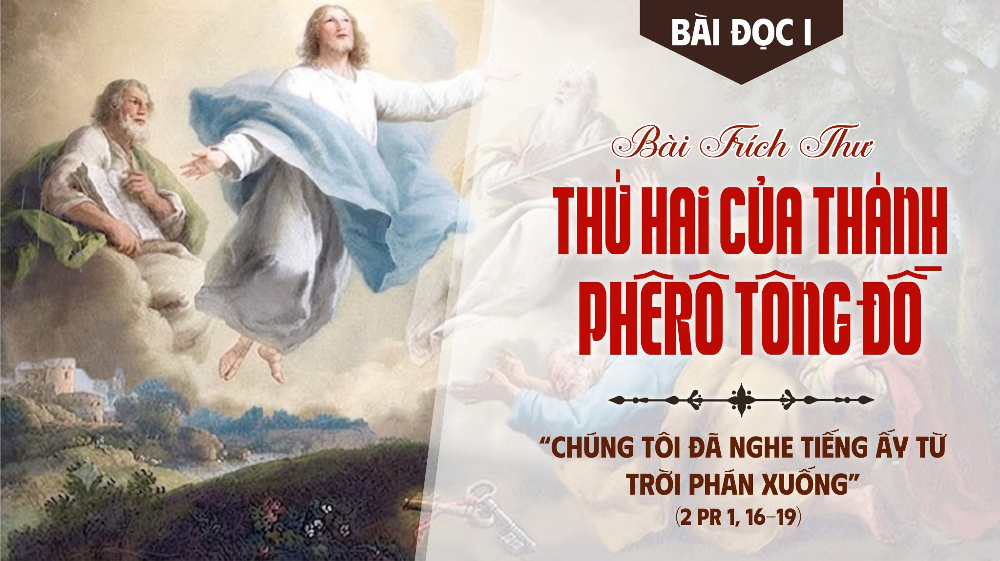 BÀI ĐỌC I
Bài Trích Thư
THỨ HAI CỦA THÁNH
PHÊRÔ TÔNG ĐỒ
“CHÚNG TÔI ĐÃ NGHE TIẾNG ẤY TỪ
TRỜI PHÁN XUỐNG”
(2 PR 1, 16-19)